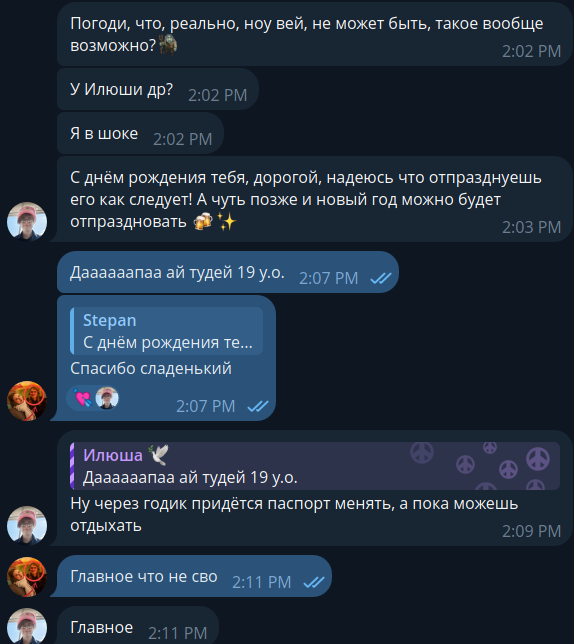 Погоди, что, реально, ноу вей, не может быть, такое вообще
возможно?
2:02 PM
У Илюши др? 2:02 PM
Я в шоке 2:02 PM
С днём рождения тебя, дорогой, надеюсь что отпразднуешь
его как следует! А чуть позже и новый год можно будет
отпраздновать 🍻✨
2:03 PM
Даааааапаа ай тудей 19 y.o. 2:07 PM
Stepan
С днём рождения те...
Спасибо сладенький
2:07 PM
Илюша 🕊
Даааааапаа ай тудей 19 y.o.
Ну через годик придётся паспорт менять, а пока можешь
отдыхать
2:09 PM
Главное что не сво 2:11 PM
Главное 2:11 PM